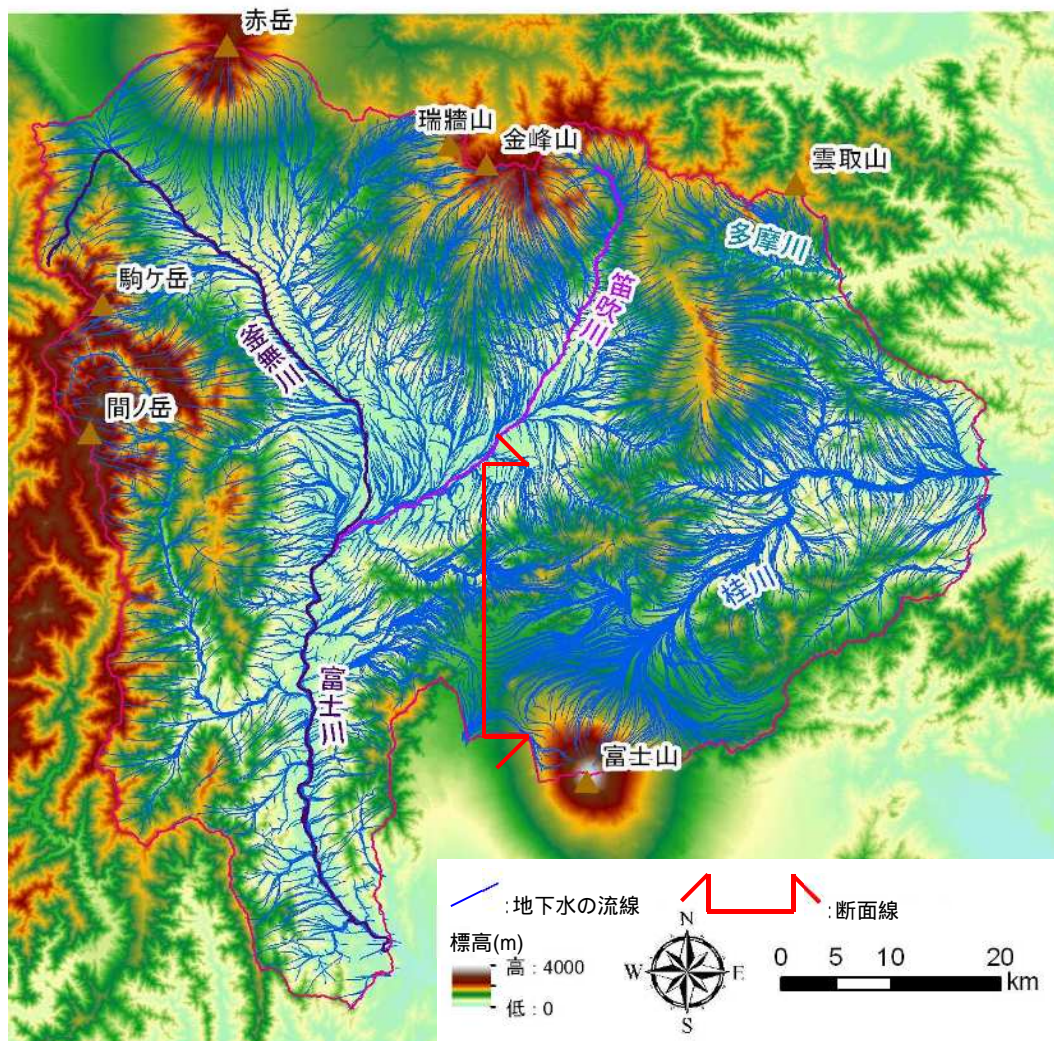 赤岳
瑞牆山
金峰山
雲取山
多摩川
駒ケ岳
笛吹川
釜無川
間ノ岳
桂川
富士川
富士山
:地下水の流線
:断面線
標高(m)
高 : 4000
低 : 0
N
W
E
S
0 5 10 20
km